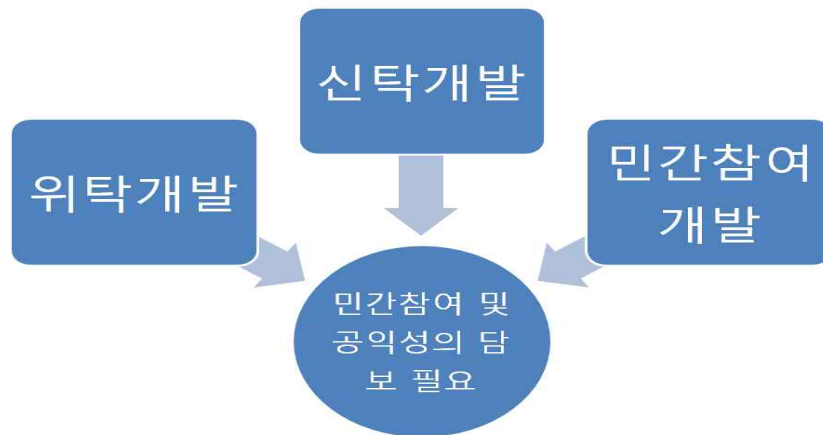 신탁개발
위탁개발
민간참여
개발
민간참여 및
공익성의 담
보 필요